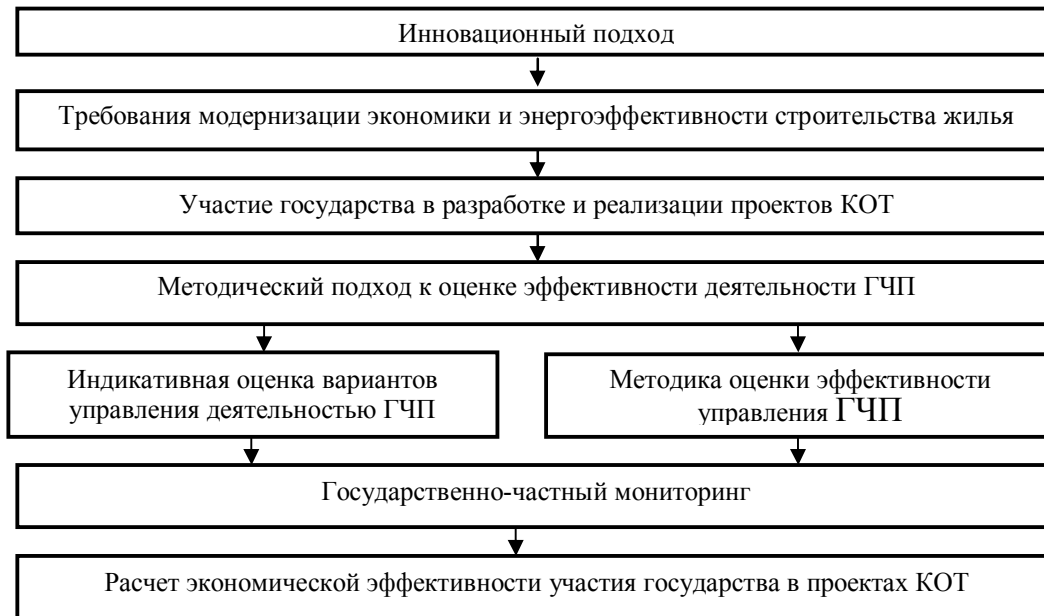 Инновационный подход
Требования модернизации экономики и энергоэффективности строительства жилья
Участие государства в разработке и реализации проектов КОТ
Методический подход к оценке эффективности деятельности ГЧП
Индикативная оценка вариантов
управления деятельностью ГЧП
Методика оценки эффективности
управления ГЧП
Государственно-частный мониторинг
Расчет экономической эффективности участия государства в проектах КОТ